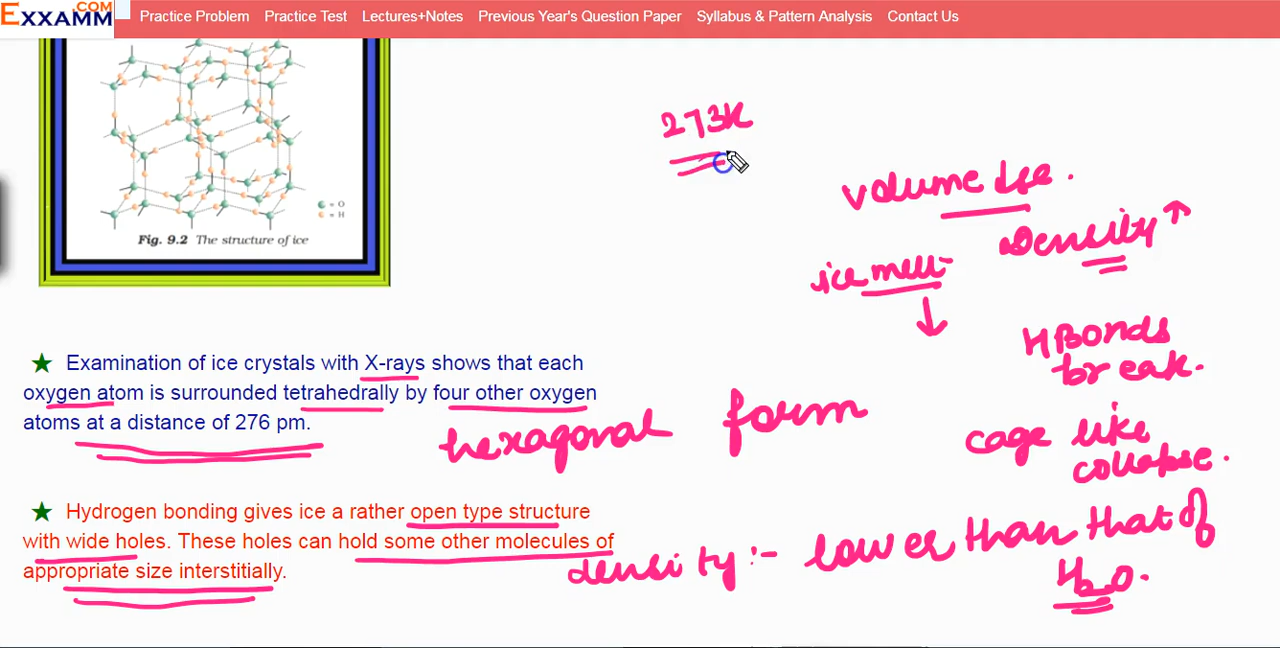 EXXAMM.COM
Practice Problem Practice Test Lectures+Notes Previous Year's Question Paper Syllabus & Pattern Analysis Contact Us
= O
= H
Fig. 9.2 The structure of ice
273K
volume
Density ↑
ice melt
↓
H Bonds
break.
cage like
collapse.
★ Examination of ice crystals with X-rays shows that each
oxygen atom is surrounded tetrahedrally by four other oxygen
atoms at a distance of 276 pm.
hexagonal form
★ Hydrogen bonding gives ice a rather open type structure
with wide holes. These holes can hold some other molecules of
appropriate size interstitially.
density :- lower than that of
H2O.